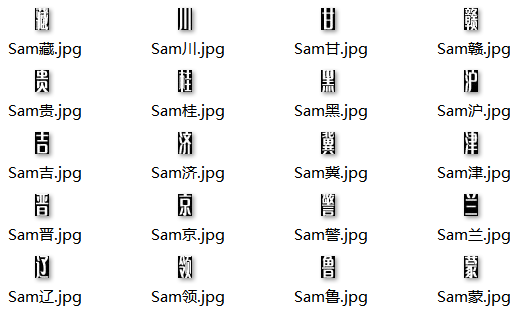 藏 川 甘 赣
Sam藏.jpg Sam川.jpg Sam甘.jpg Sam赣.jpg
贵 桂 黑 沪
Sam贵.jpg Sam桂.jpg Sam黑.jpg Sam沪.jpg
吉 济 冀 津
Sam吉.jpg Sam济.jpg Sam冀.jpg Sam津.jpg
晋 京 警 兰
Sam晋.jpg Sam京.jpg Sam警.jpg Sam兰.jpg
辽 领 鲁 蒙
Sam辽.jpg Sam领.jpg Sam鲁.jpg Sam蒙.jpg